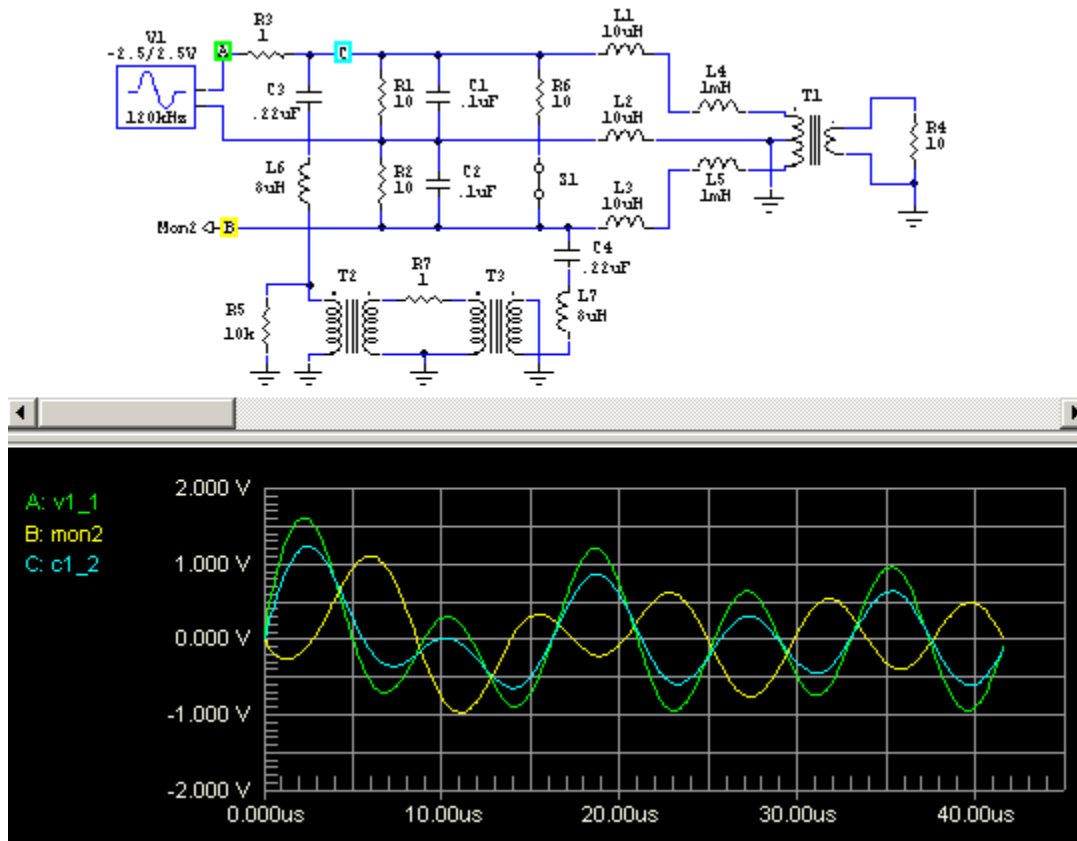 V1
-2.5/2.5V
120kHz
A
R3
1
C
C3
.22uF
R1
10
C1
.1uF
R6
10
L1
10uH
L4
1mH
T1
R4
10
L2
10uH
L6
8uH
R2
10
C2
.1uF
S1
L5
1mH
L3
10uH
Mon2
B
C4
.22uF
R5
10k
T2
R7
1
T3
L7
8uH
A: v1_1
B: mon2
C: c1_2
2.000 V
1.000 V
0.000 V
-1.000 V
-2.000 V
0.000us 10.00us 20.00us 30.00us 40.00us